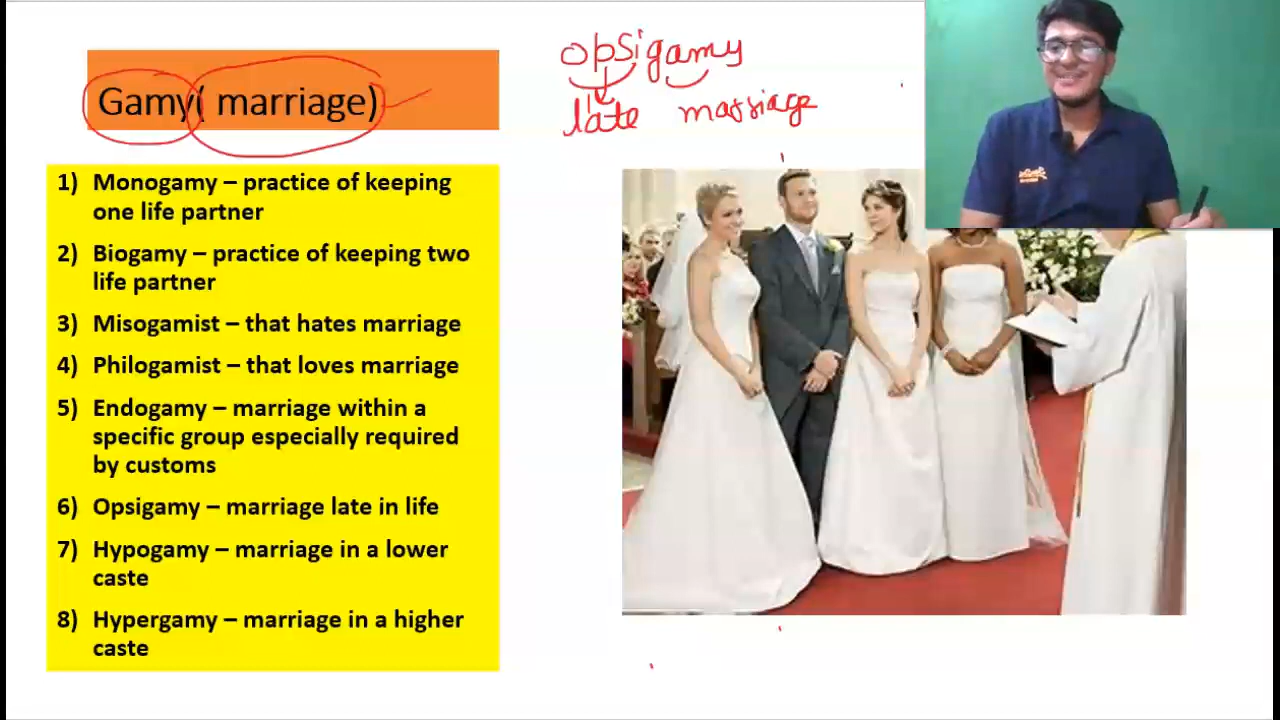 Gamy( marriage)
opsigamy
late marriage
1) Monogamy – practice of keeping
one life partner
2) Biogamy – practice of keeping two
life partner
3) Misogamist – that hates marriage
4) Philogamist – that loves marriage
5) Endogamy – marriage within a
specific group especially required
by customs
6) Opsigamy – marriage late in life
7) Hypogamy – marriage in a lower
caste
8) Hypergamy – marriage in a higher
caste